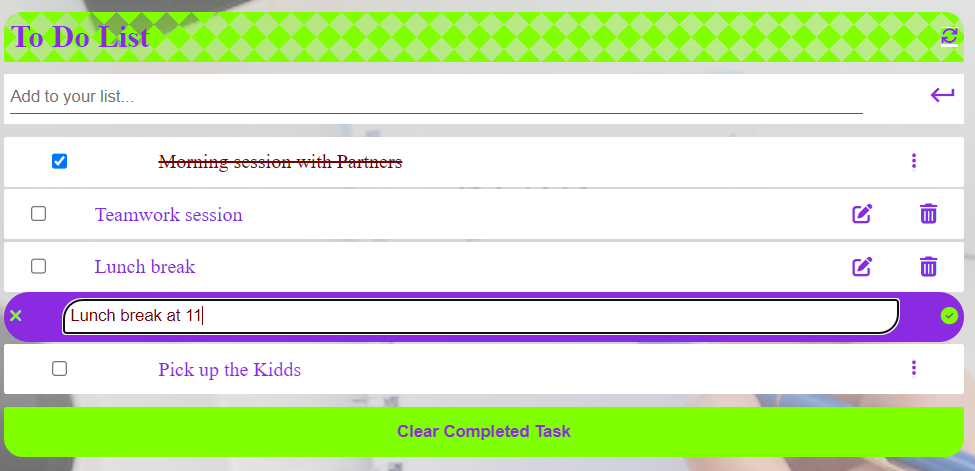 To Do List
Add to your list...
Morning session with Partners
Teamwork session
Lunch break
Lunch break at 11
Pick up the Kidds
Clear Completed Task